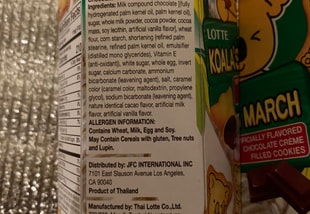 Ingredients: Milk compound chocolate [fully
hydrogenated palm kernel oil, palm kernel oil),
sugar, whole milk powder, cocoa powder, cocoa
mass, soy lecithin, artificial vanilla flavor], wheat
flour, corn starch, shortening (refined palm
stearine, refined palm kernel oil, emulsifier
(distilled mono glycerides), Vitamin E
(anti-oxidant)), white sugar, whole egg, invert
sugar, calcium carbonate, ammonium
bicarbonate (leavening agent), salt, caramel
color (caramel color, maltodextrin, propylene
glycol), sodium bicarbonate (leavening agent),
nature identical cacao flavor, artificial milk
flavor, artificial vanilla flavor.
ALLERGEN INFORMATION:
Contains Wheat, Milk, Egg and Soy.
May Contain Cereals with gluten, Tree nuts
and Lupin.
Distributed by: JFC INTERNATIONAL INC
7101 East Slauson Avenue Los Angeles,
CA 90040
Product of Thailand
Manufactured by: Thai Lotte Co., Ltd.
LOTTE
KOALA'S
MARCH
ARTIFICIALLY FLAVORED
CHOCOLATE CREME
FILLED COOKIES